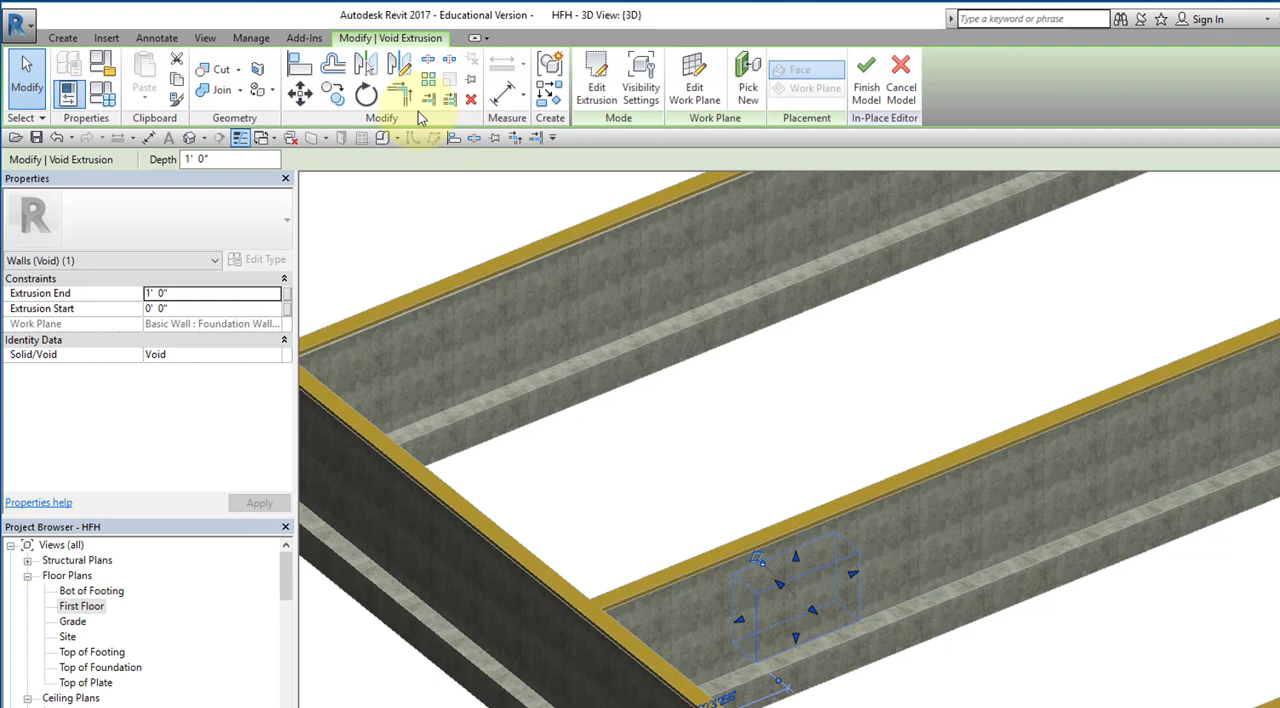 Autodesk Revit 2017 - Educational Version - HFH - 3D View: {3D}
Type a keyword or phrase
Sign In
Create Insert Annotate View Manage Add-Ins Modify | Void Extrusion
Modify
Paste
Cut
Join
Edit Extrusion
Visibility Settings
Edit Work Plane
Pick New
Face
Work Plane
Finish Model
Cancel Model
Select Properties Clipboard Geometry Modify Measure Create Mode Work Plane Placement In-Place Editor
Modify | Void Extrusion Depth 1' 0"
Properties
R
Walls (Void) (1) Edit Type
Constraints
Extrusion End 1' 0"
Extrusion Start 0' 0"
Work Plane Basic Wall : Foundation Wall...
Identity Data
Solid/Void Void
Properties help Apply
Project Browser - HFH
Views (all)
Structural Plans
Floor Plans
Bot of Footing
First Floor
Grade
Site
Top of Footing
Top of Foundation
Top of Plate
Ceiling Plans